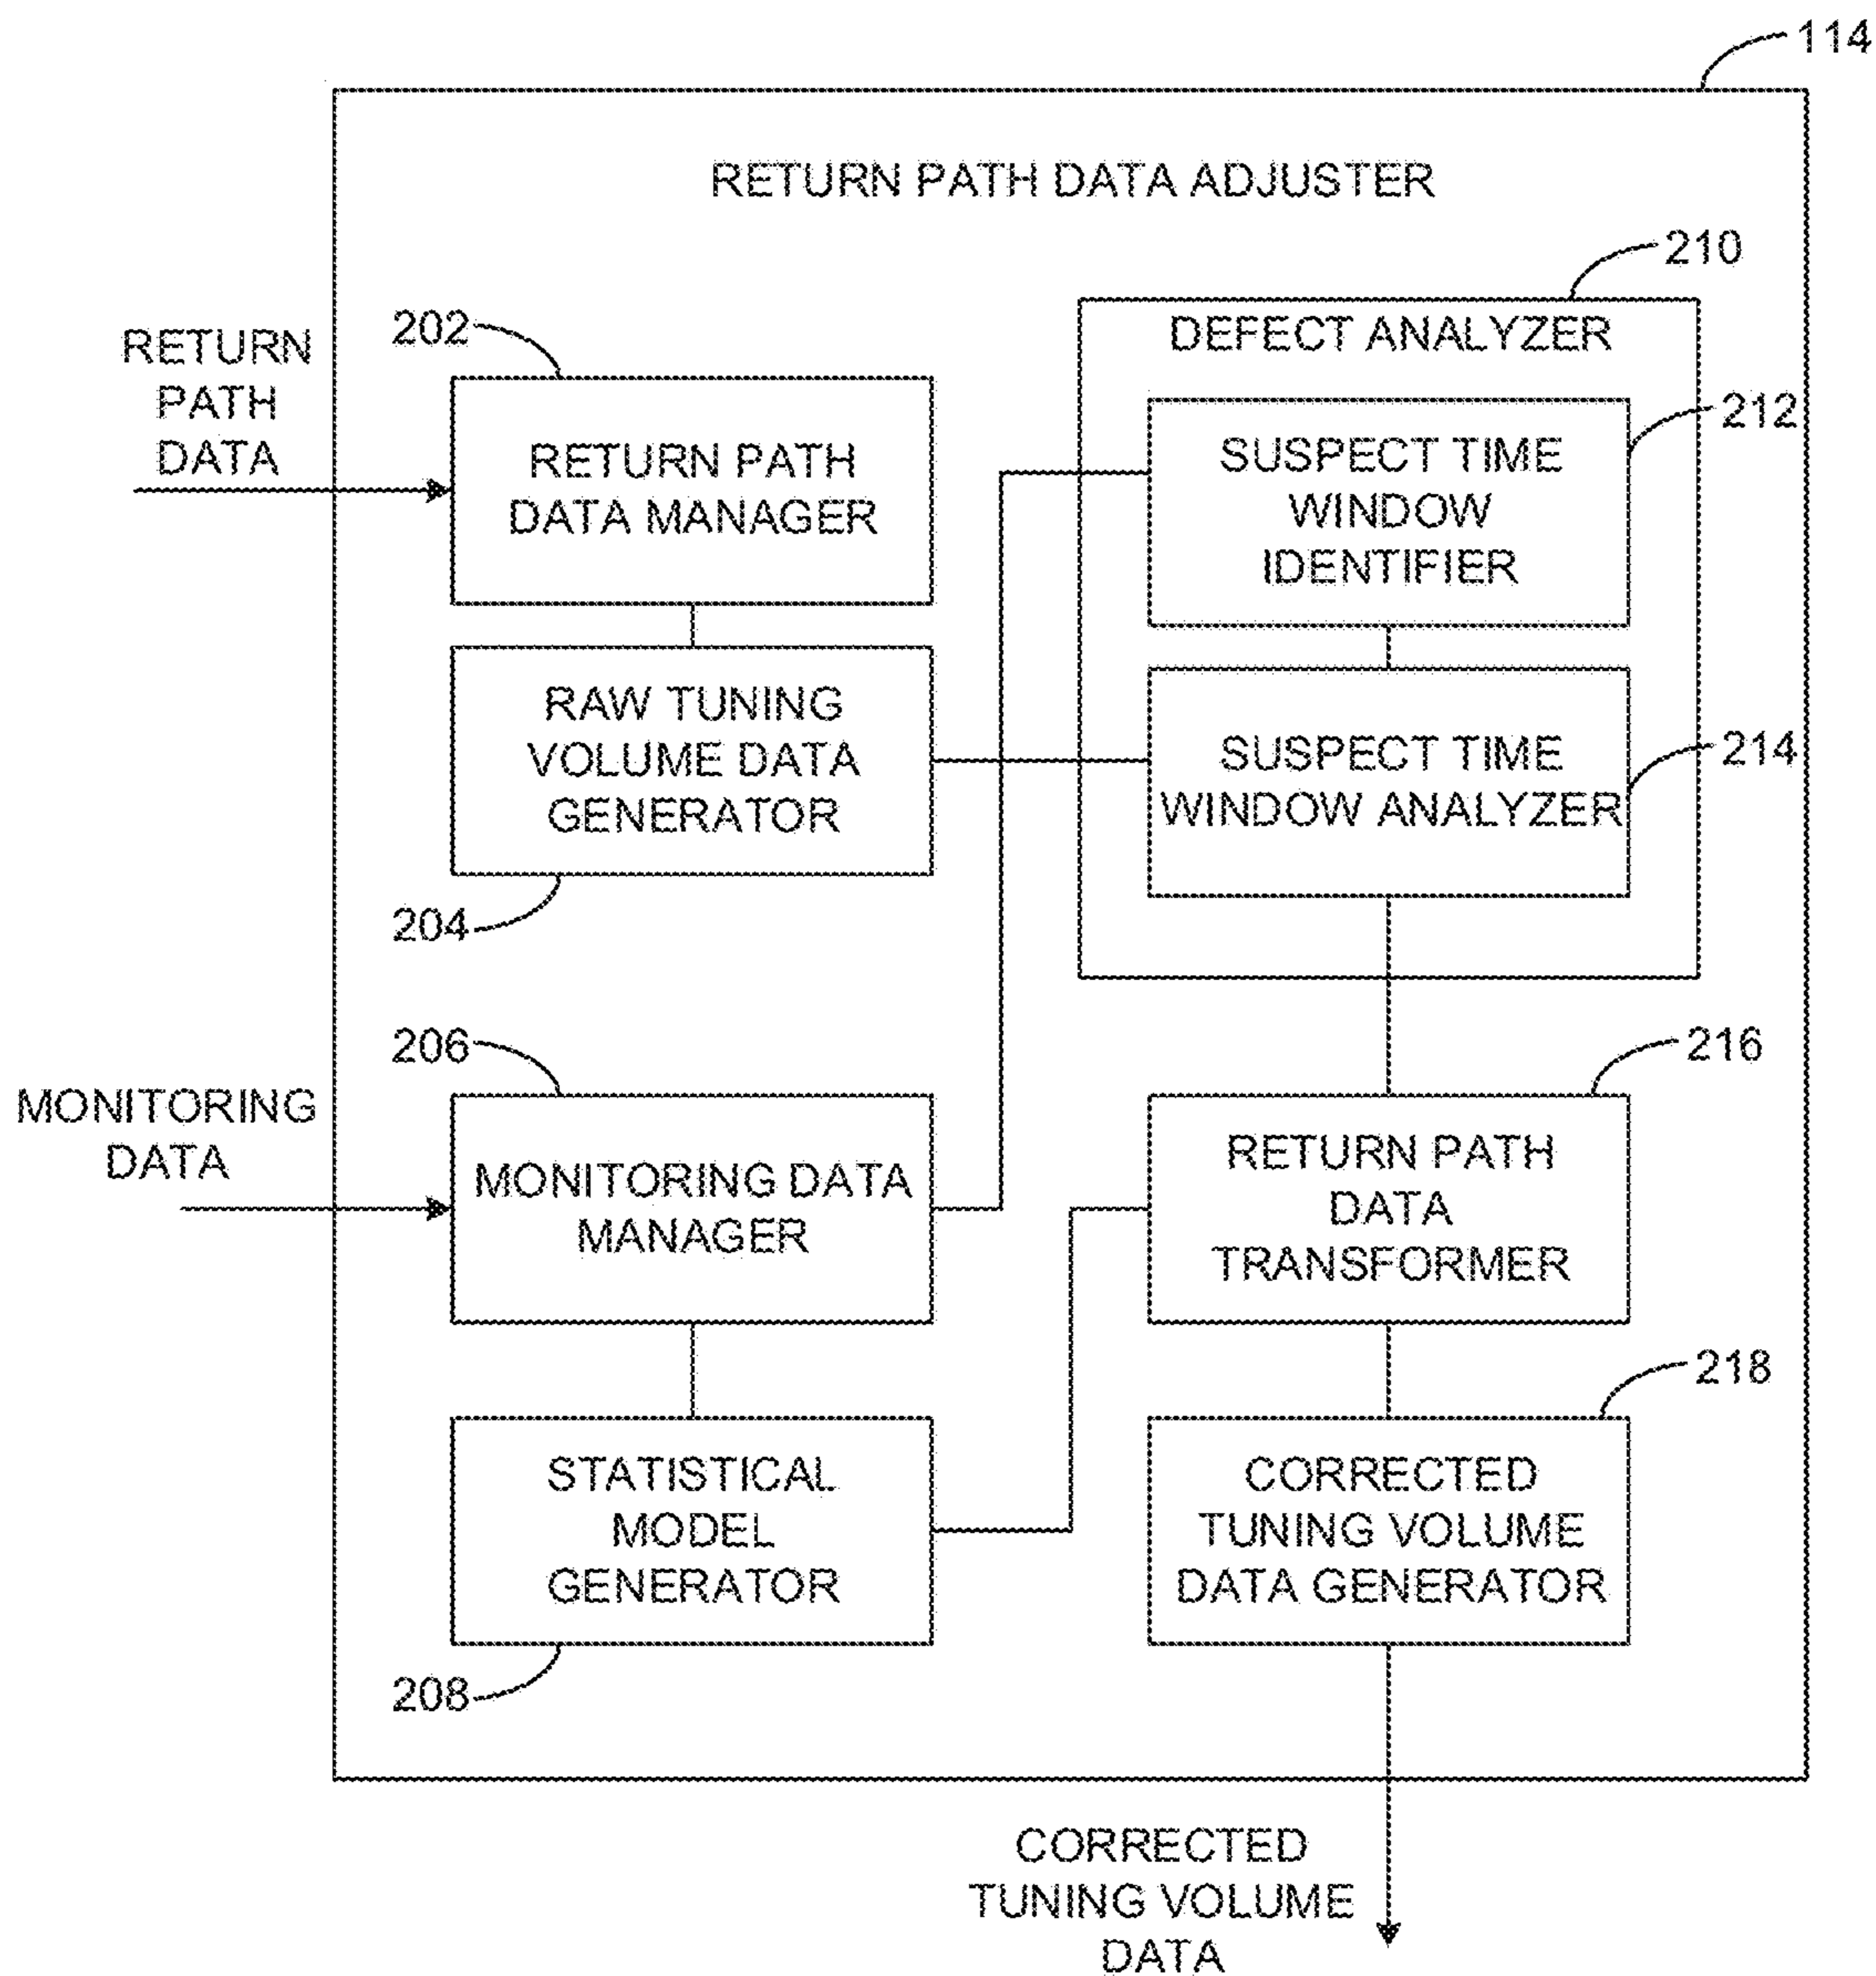 114
RETURN PATH DATA ADJUSTER
210
DEFECT ANALYZER
202
RETURN
PATH
DATA
RETURN PATH
DATA MANAGER
212
SUSPECT TIME
WINDOW
IDENTIFIER
RAW TUNING
VOLUME DATA
GENERATOR
204
214
SUSPECT TIME
WINDOW ANALYZER
206
MONITORING
DATA
MONITORING DATA
MANAGER
216
RETURN PATH
DATA
TRANSFORMER
STATISTICAL
MODEL
GENERATOR
208
218
CORRECTED
TUNING VOLUME
DATA GENERATOR
CORRECTED
TUNING VOLUME
DATA